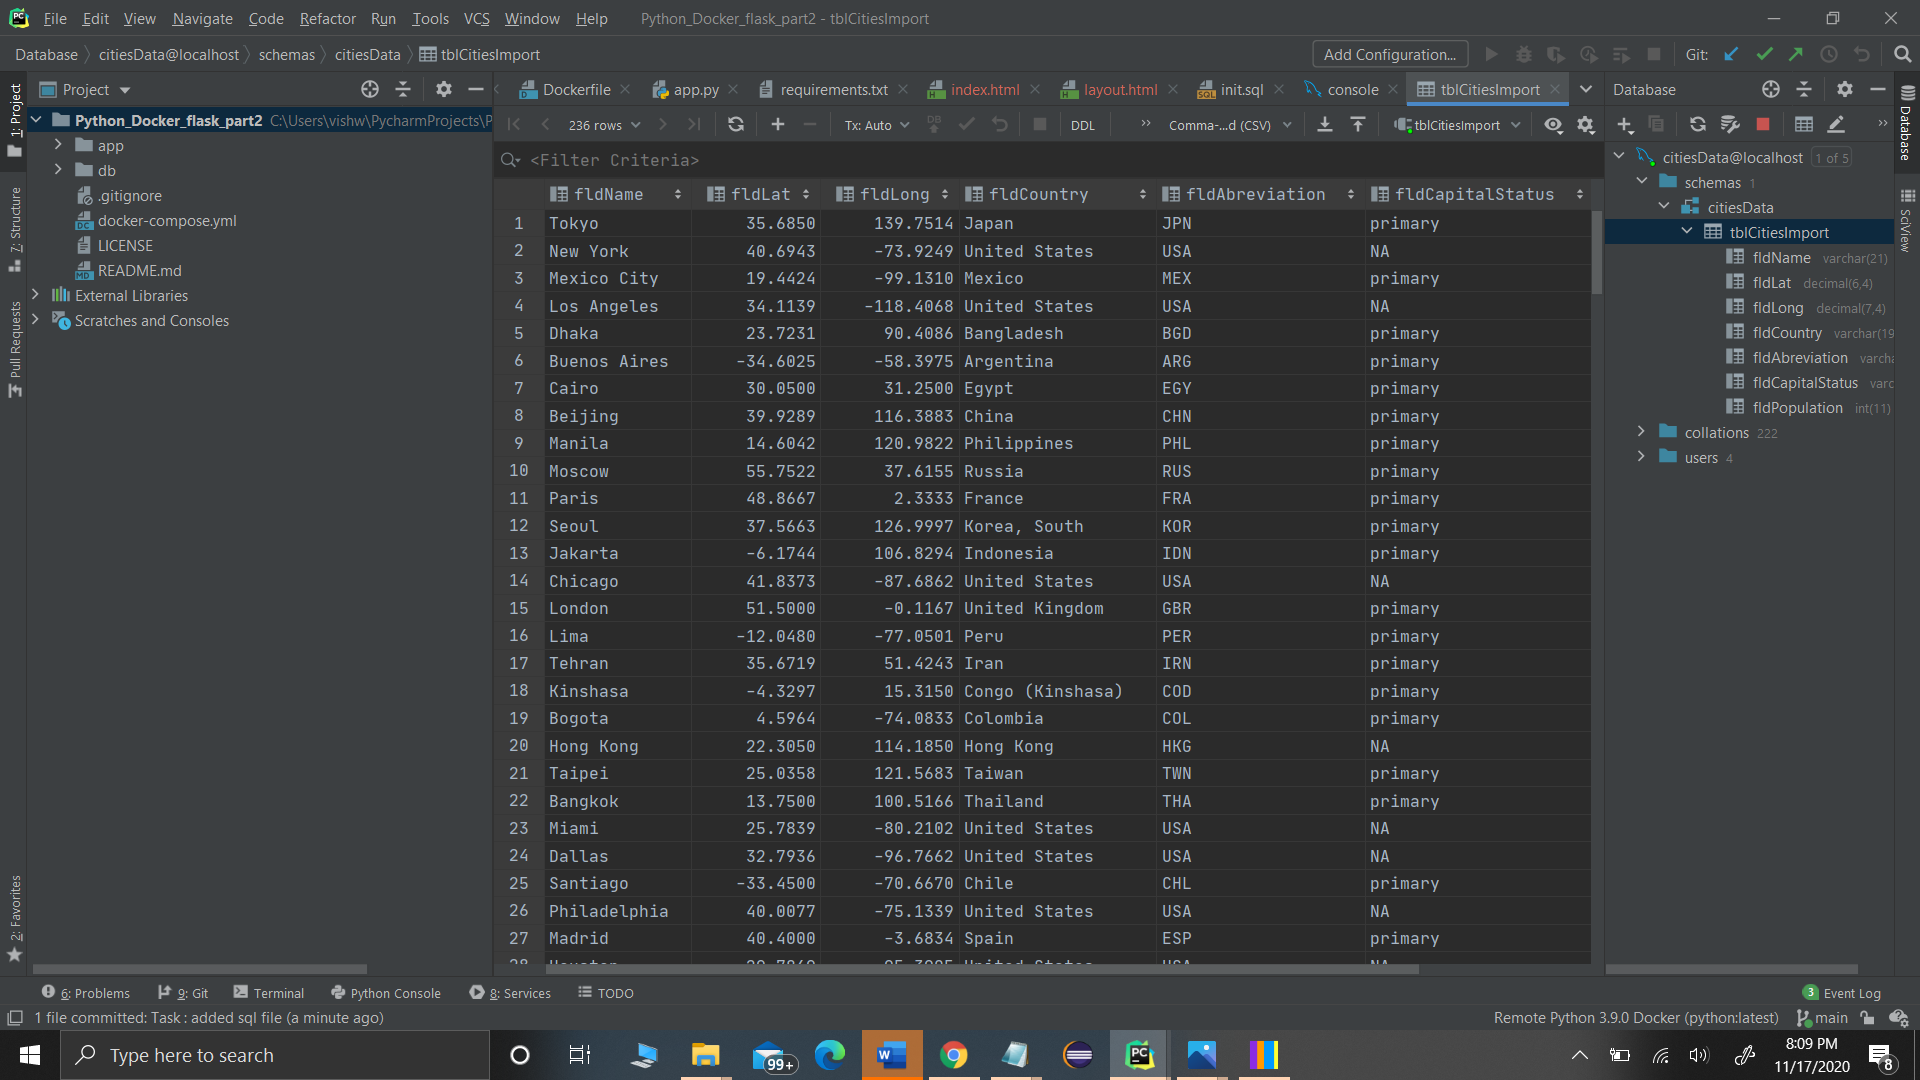 File Edit View Navigate Code Refactor Run Tools VCS Window Help Python_Docker_flask_part2 - tblCitiesImport
Database citiesData@localhost schemas citiesData tblCitiesImport Add Configuration... Git:
Project
Dockerfile app.py requirements.txt index.html layout.html init.sql console tblCitiesImport
Database
236 rows Tx: Auto DB DDL Comma-...d (CSV) tblCitiesImport
<Filter Criteria>
1: Project
7: Structure
Pull Requests
2: Favorites
Python_Docker_flask_part2 C:\Users\vishw\PycharmProjects\P
app
db
.gitignore
docker-compose.yml
LICENSE
README.md
External Libraries
Scratches and Consoles
fldName fldLat fldLong fldCountry fldAbreviation fldCapitalStatus
1 Tokyo 35.6850 139.7514 Japan JPN primary
2 New York 40.6943 -73.9249 United States USA NA
3 Mexico City 19.4424 -99.1310 Mexico MEX primary
4 Los Angeles 34.1139 -118.4068 United States USA NA
5 Dhaka 23.7231 90.4086 Bangladesh BGD primary
6 Buenos Aires -34.6025 -58.3975 Argentina ARG primary
7 Cairo 30.0500 31.2500 Egypt EGY primary
8 Beijing 39.9289 116.3883 China CHN primary
9 Manila 14.6042 120.9822 Philippines PHL primary
10 Moscow 55.7522 37.6155 Russia RUS primary
11 Paris 48.8667 2.3333 France FRA primary
12 Seoul 37.5663 126.9997 Korea, South KOR primary
13 Jakarta -6.1744 106.8294 Indonesia IDN primary
14 Chicago 41.8373 -87.6862 United States USA NA
15 London 51.5000 -0.1167 United Kingdom GBR primary
16 Lima -12.0480 -77.0501 Peru PER primary
17 Tehran 35.6719 51.4243 Iran IRN primary
18 Kinshasa -4.3297 15.3150 Congo (Kinshasa) COD primary
19 Bogota 4.5964 -74.0833 Colombia COL primary
20 Hong Kong 22.3050 114.1850 Hong Kong HKG NA
21 Taipei 25.0358 121.5683 Taiwan TWN primary
22 Bangkok 13.7500 100.5166 Thailand THA primary
23 Miami 25.7839 -80.2102 United States USA NA
24 Dallas 32.7936 -96.7662 United States USA NA
25 Santiago -33.4500 -70.6670 Chile CHL primary
26 Philadelphia 40.0077 -75.1339 United States USA NA
27 Madrid 40.4000 -3.6834 Spain ESP primary
citiesData@localhost 1 of 5
schemas 1
citiesData
tblCitiesImport
fldName varchar(21)
fldLat decimal(6,4)
fldLong decimal(7,4)
fldCountry varchar(19
fldAbreviation varcha
fldCapitalStatus varc
fldPopulation int(11)
collations 222
users 4
Database
SciView
6: Problems 9: Git Terminal Python Console 8: Services TODO 3 Event Log
1 file committed: Task : added sql file (a minute ago) Remote Python 3.9.0 Docker (python:latest) main
Type here to search 99+ W PC 8:09 PM
11/17/2020 8